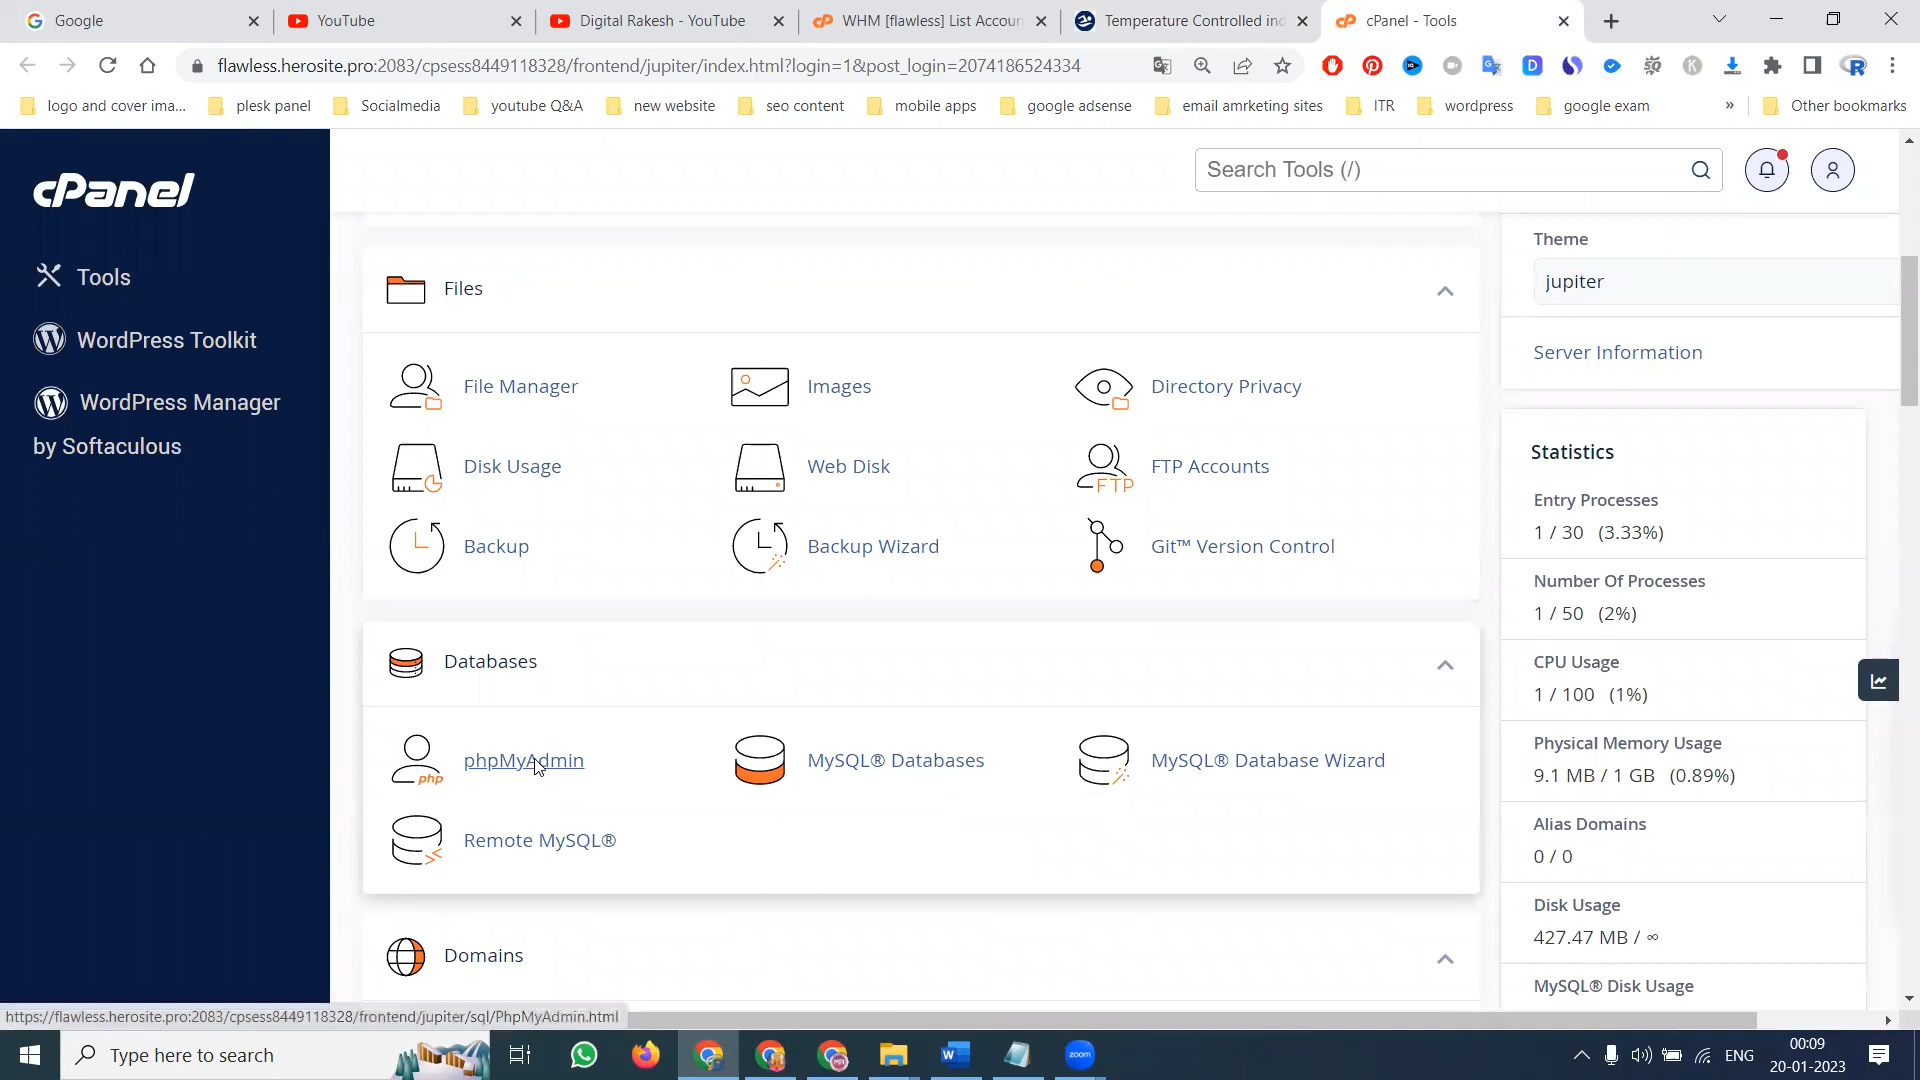 Google
YouTube
Digital Rakesh - YouTube
WHM [flawless] List Accoun
Temperature Controlled ind
cPanel - Tools
flawless.herosite.pro:2083/cpsess8449118328/frontend/jupiter/index.html?login=1&post_login=2074186524334
logo and cover ima...
plesk panel
Socialmedia
youtube Q&A
new website
seo content
mobile apps
google adsense
email amrketing sites
ITR
wordpress
google exam
»
Other bookmarks
cPanel
Search Tools (/)
Tools
WordPress Toolkit
WordPress Manager
by Softaculous
Files
File Manager
Images
Directory Privacy
Disk Usage
Web Disk
FTP
FTP Accounts
Backup
Backup Wizard
Git™ Version Control
Databases
php
phpMyAdmin
MySQL® Databases
MySQL® Database Wizard
Remote MySQL®
Domains
Theme
jupiter
Server Information
Statistics
Entry Processes
1 / 30 (3.33%)
Number Of Processes
1 / 50 (2%)
CPU Usage
1 / 100 (1%)
Physical Memory Usage
9.1 MB / 1 GB (0.89%)
Alias Domains
0 / 0
Disk Usage
427.47 MB / ∞
MySQL® Disk Usage
https://flawless.herosite.pro:2083/cpsess8449118328/frontend/jupiter/sql/PhpMyAdmin.html
Type here to search
zoom
ENG
00:09
20-01-2023